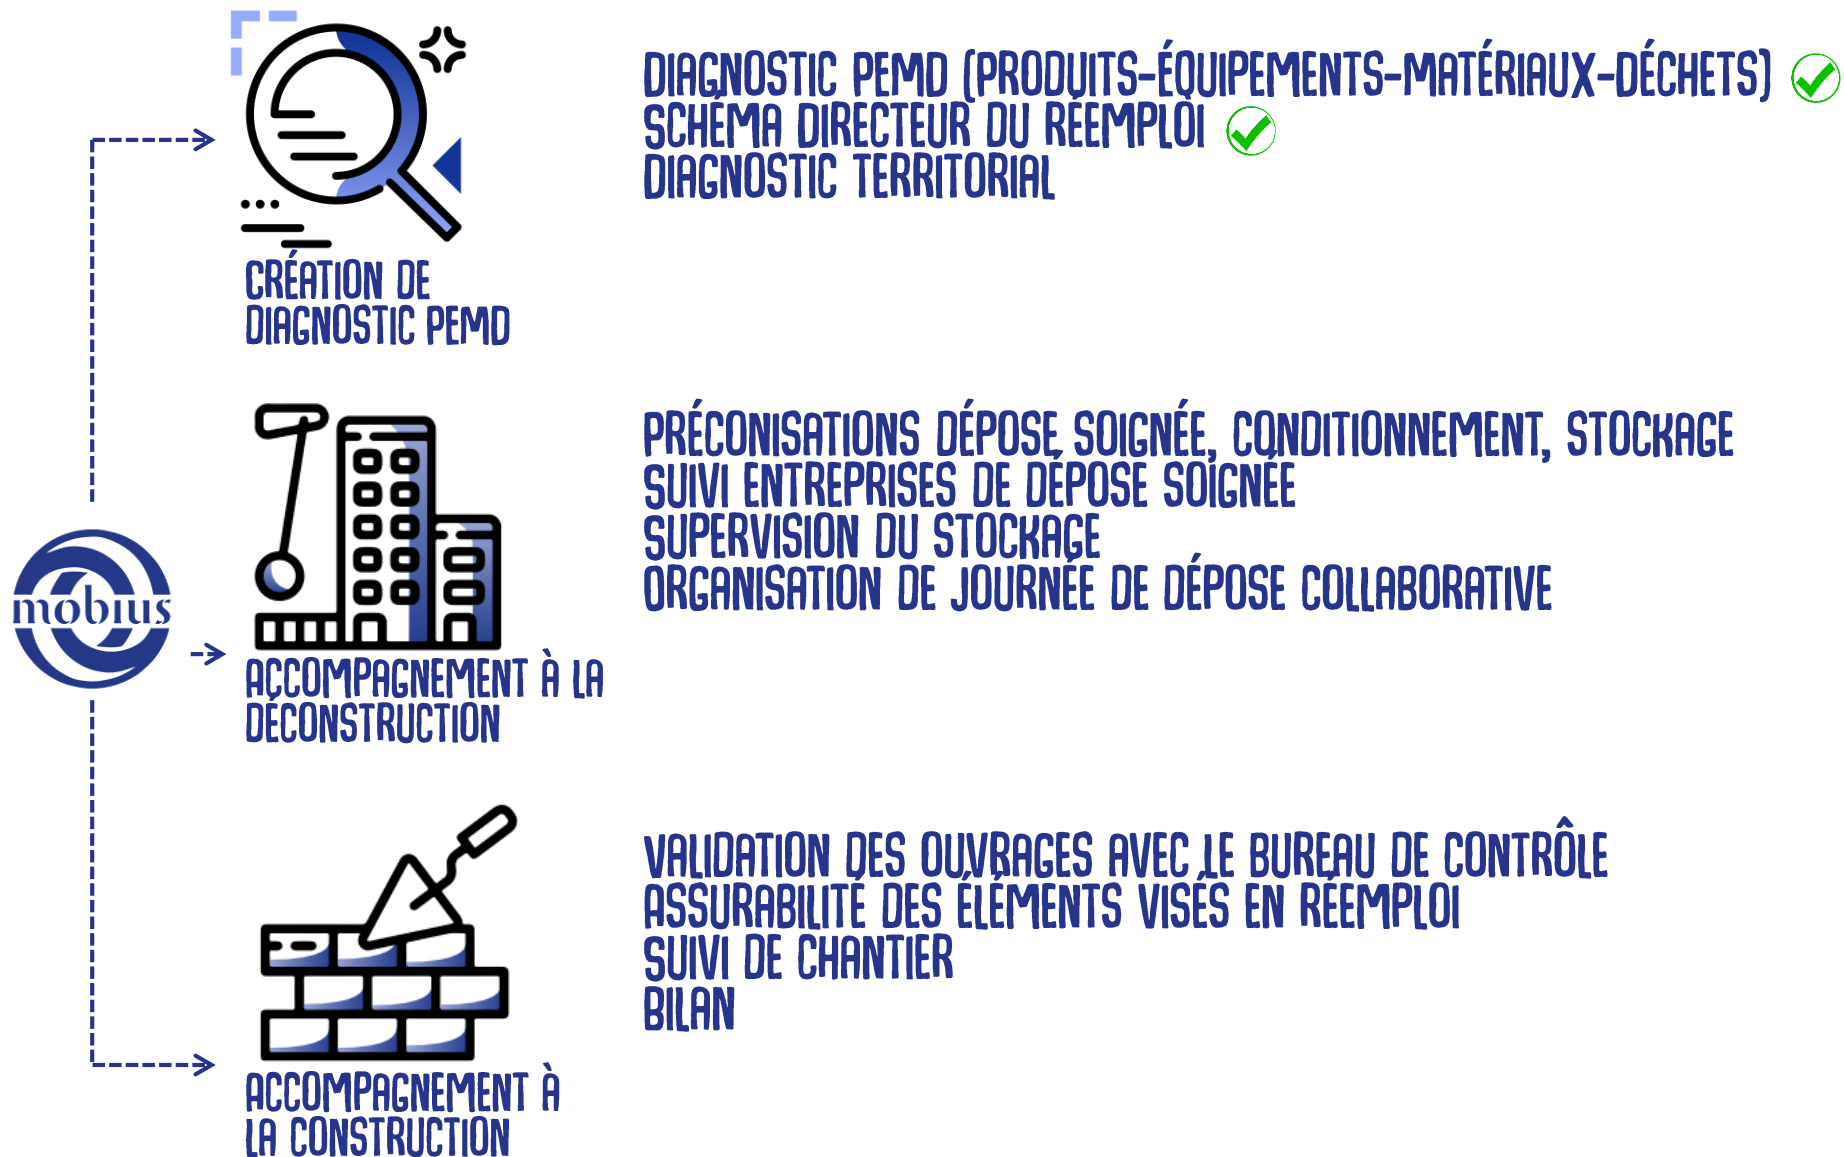 DIAGNOSTIC PEMD (PRODUITS-ÉQUIPEMENTS-MATÉRIAUX-DÉCHETS)
SCHÉMA DIRECTEUR DU RÉEMPLOI
DIAGNOSTIC TERRITORIAL
CRÉATION DE
DIAGNOSTIC PEMD
PRÉCONISATIONS DÉPOSE SOIGNÉE, CONDITIONNEMENT, STOCKAGE
SUIVI ENTREPRISES DE DÉPOSE SOIGNÉE
SUPERVISION DU STOCKAGE
ORGANISATION DE JOURNÉE DE DÉPOSE COLLABORATIVE
mobius
ACCOMPAGNEMENT À LA
DÉCONSTRUCTION
VALIDATION DES OUVRAGES AVEC LE BUREAU DE CONTRÔLE
ASSURABILITÉ DES ÉLÉMENTS VISÉS EN RÉEMPLOI
SUIVI DE CHANTIER
BILAN
ACCOMPAGNEMENT À
LA CONSTRUCTION